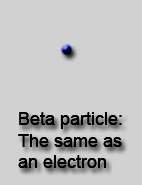 Beta particle:
The same as
an electron